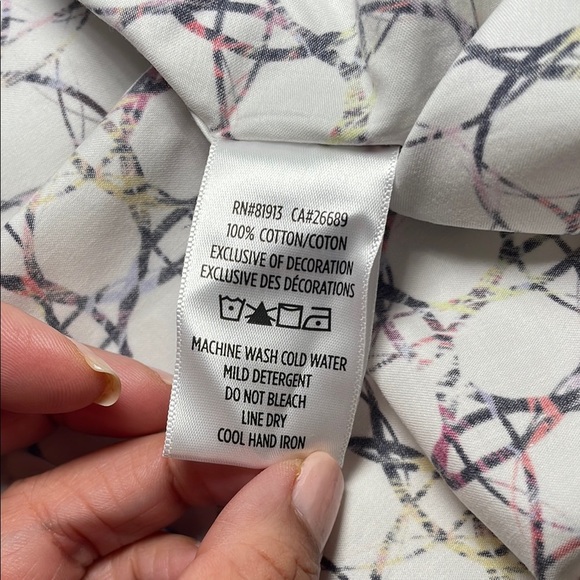 RN#81913 CA#26689
100% COTTON/COTON
EXCLUSIVE OF DECORATION
EXCLUSIVE DES DÉCORATIONS
MACHINE WASH COLD WATER
MILD DETERGENT
DO NOT BLEACH
LINE DRY
COOL HAND IRON